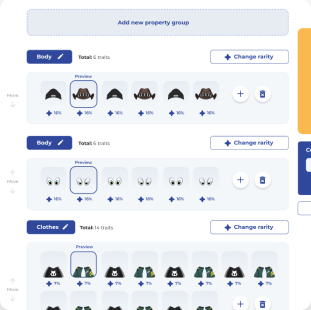 Add new property group
Body Total: 6 traits Change rarity
Preview
Move
16% 16% 16% 16% 16% 16%
Body Total: 6 traits Change rarity
Preview
Move
16% 16% 16% 16% 16% 16%
Clothes Total: 14 traits Change rarity
Preview
Move
7% 7% 7% 7% 7% 7% 7% 7%